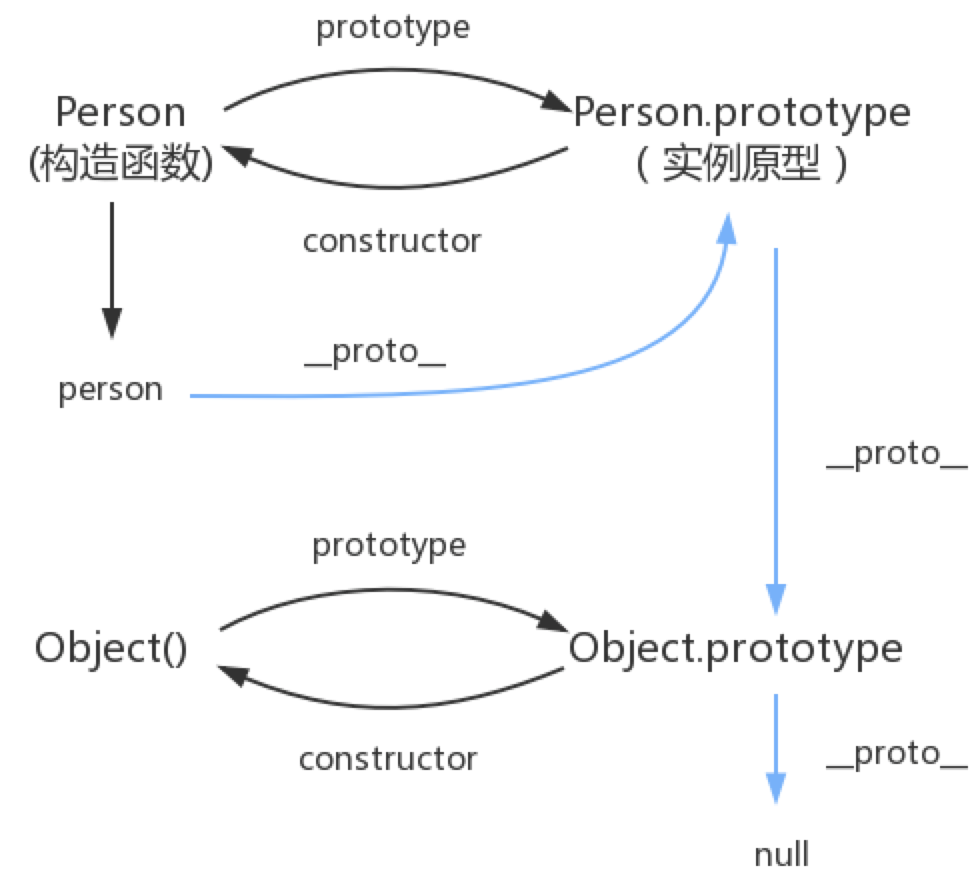 prototype
Person
Person.prototype
(构造函数)
（实例原型）
constructor
__proto__
person
__proto__
prototype
Object()
Object.prototype
constructor
__proto__
null